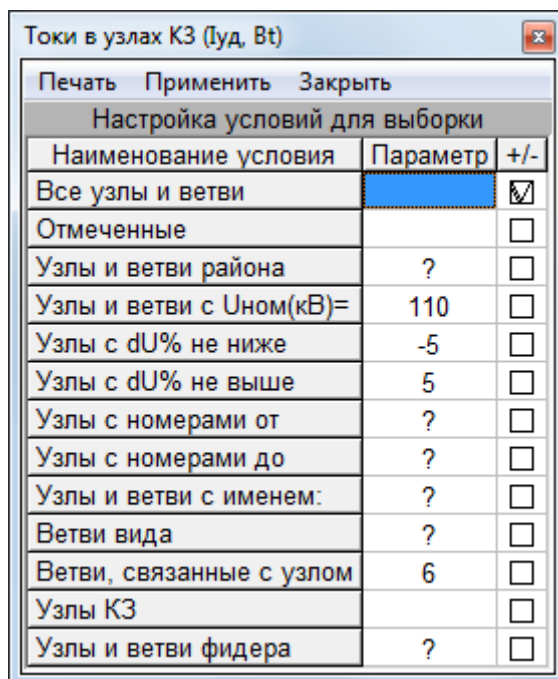 Токи в узлах КЗ (Iуд, Bt)
Печать Применить Закрыть
Настройка условий для выборки
Наименование условия Параметр +/-
Все узлы и ветви
Отмеченные
Узлы и ветви района ?
Узлы и ветви с Uном(кВ)= 110
Узлы с dU% не ниже -5
Узлы с dU% не выше 5
Узлы с номерами от ?
Узлы с номерами до ?
Узлы и ветви с именем: ?
Ветви вида ?
Ветви, связанные с узлом 6
Узлы КЗ
Узлы и ветви фидера ?